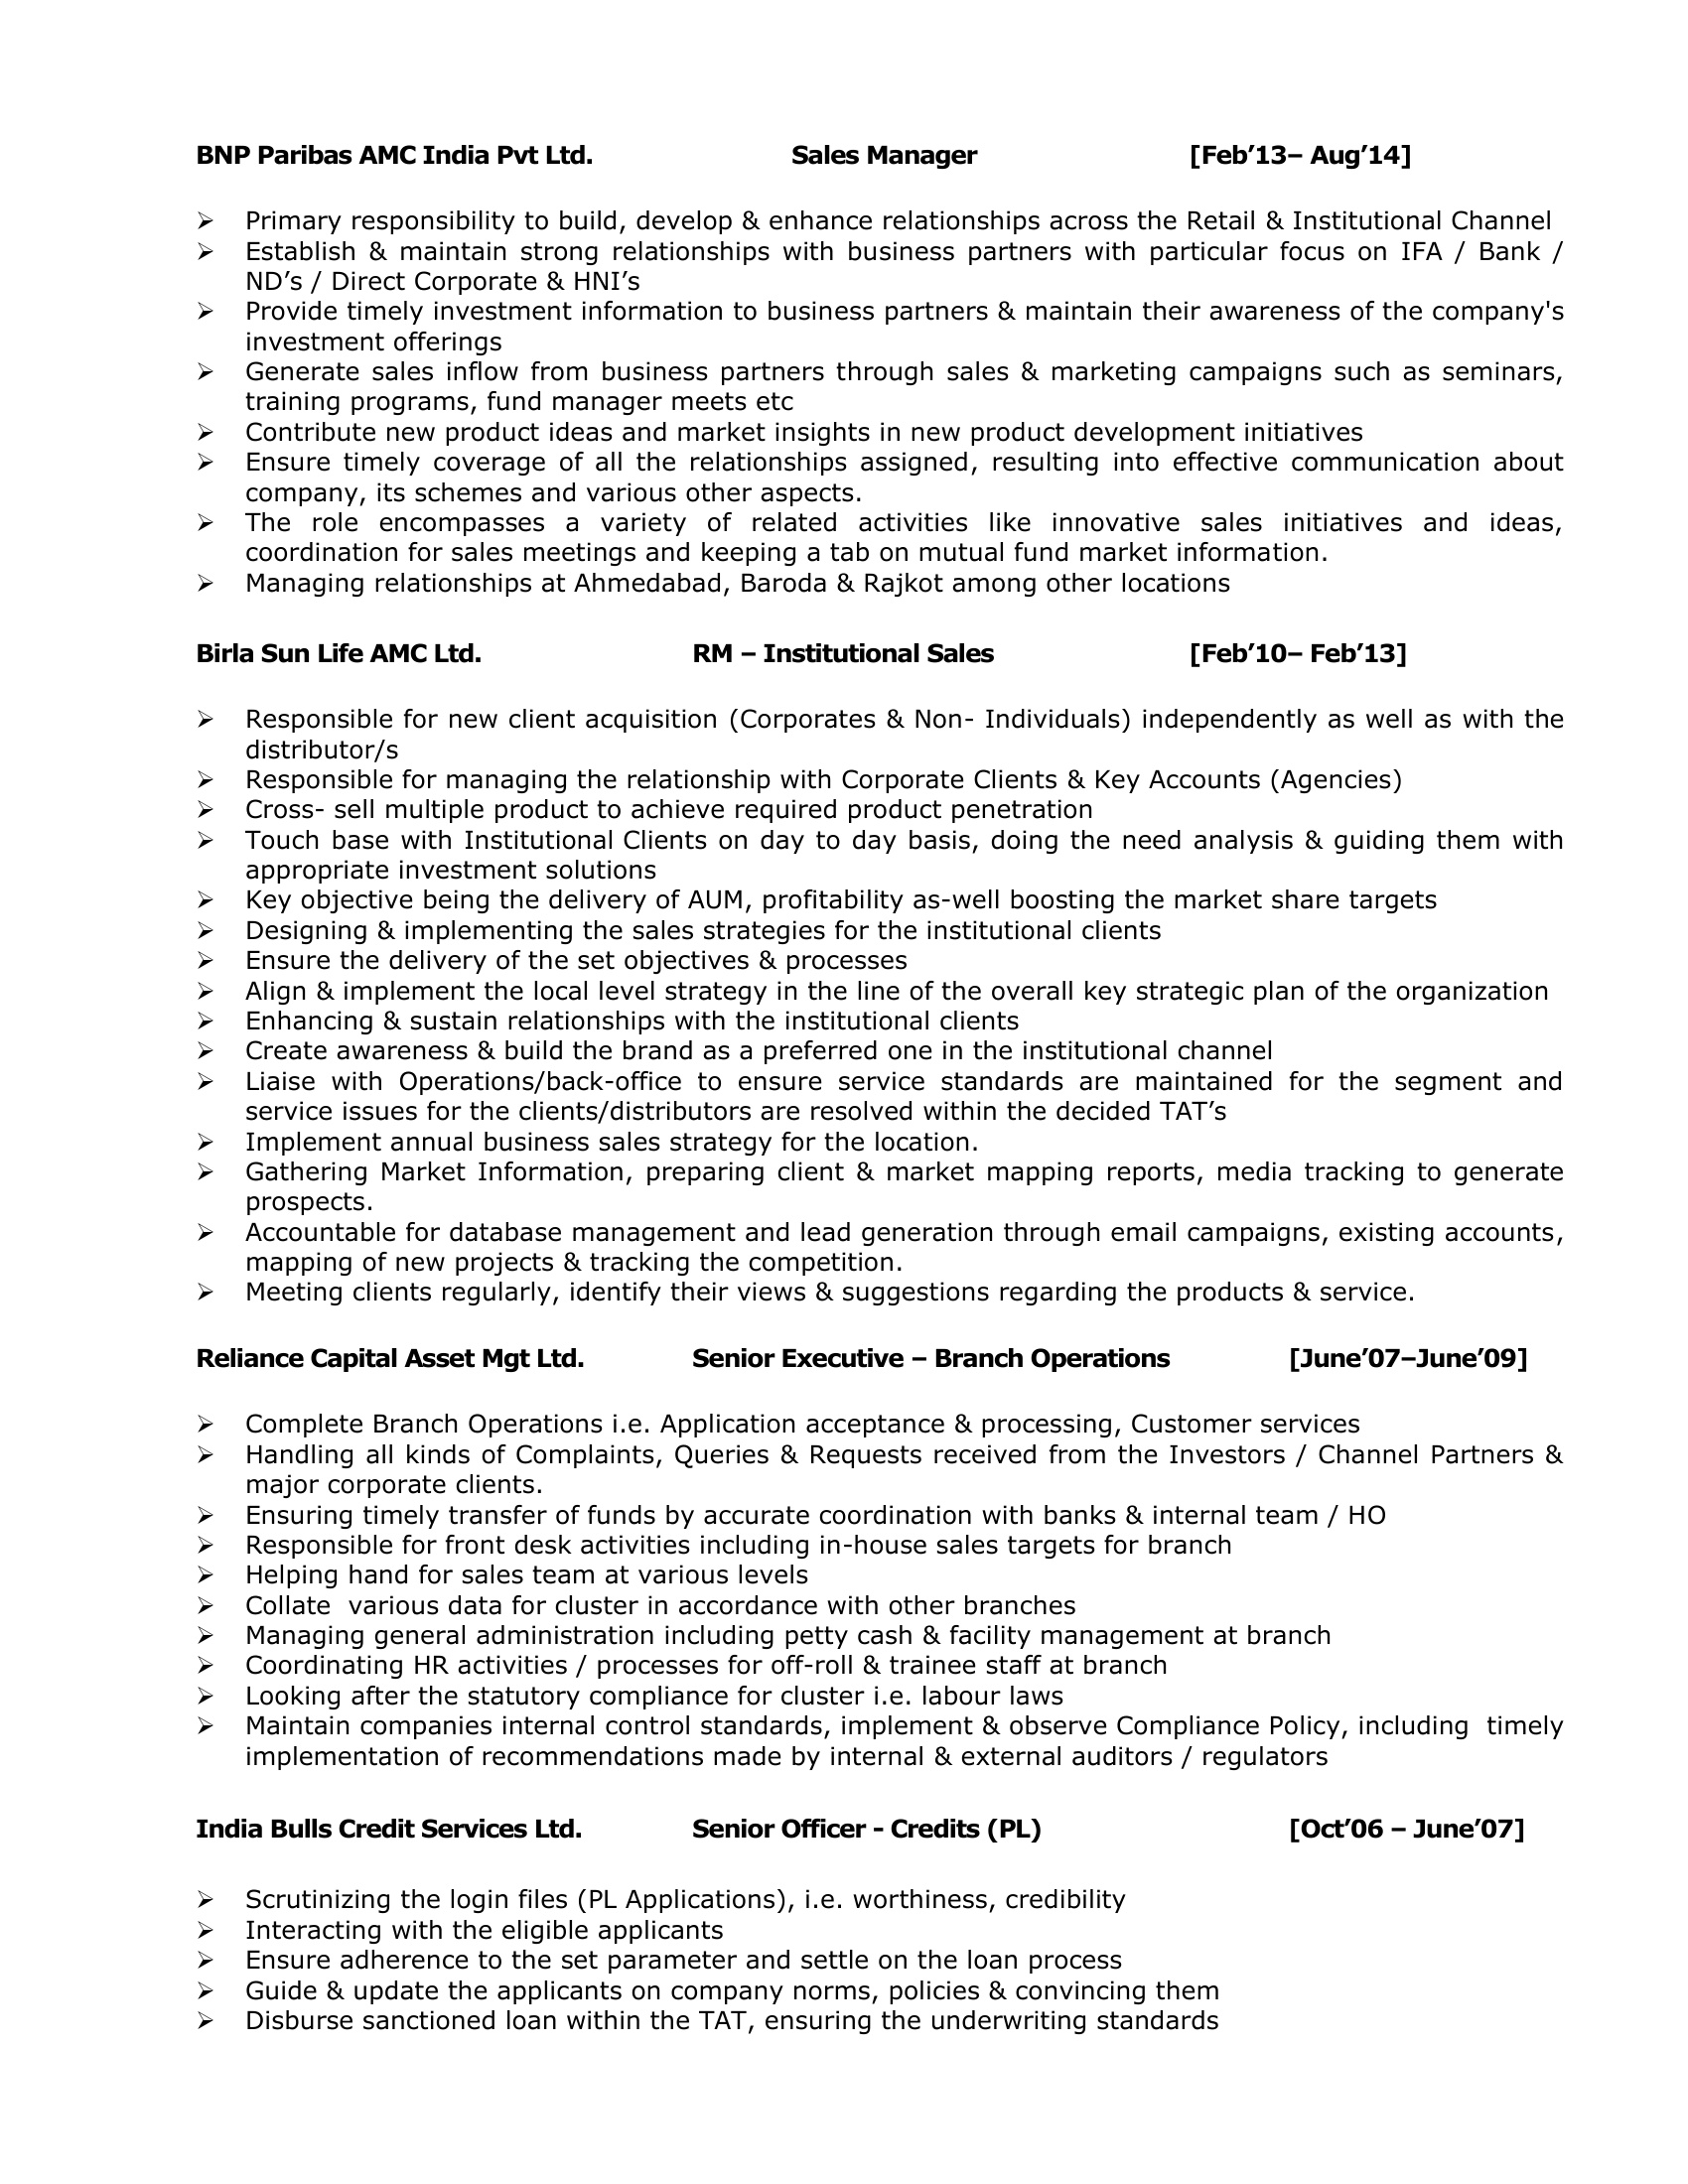 BNP Paribas AMC India Pvt Ltd. Sales Manager [Feb’13– Aug’14]
➢ Primary responsibility to build, develop & enhance relationships across the Retail & Institutional Channel
➢ Establish & maintain strong relationships with business partners with particular focus on IFA / Bank /
ND’s / Direct Corporate & HNI’s
➢ Provide timely investment information to business partners & maintain their awareness of the company's
investment offerings
➢ Generate sales inflow from business partners through sales & marketing campaigns such as seminars,
training programs, fund manager meets etc
➢ Contribute new product ideas and market insights in new product development initiatives
➢ Ensure timely coverage of all the relationships assigned, resulting into effective communication about
company, its schemes and various other aspects.
➢ The role encompasses a variety of related activities like innovative sales initiatives and ideas,
coordination for sales meetings and keeping a tab on mutual fund market information.
➢ Managing relationships at Ahmedabad, Baroda & Rajkot among other locations
Birla Sun Life AMC Ltd. RM – Institutional Sales [Feb’10– Feb’13]
➢ Responsible for new client acquisition (Corporates & Non- Individuals) independently as well as with the
distributor/s
➢ Responsible for managing the relationship with Corporate Clients & Key Accounts (Agencies)
➢ Cross- sell multiple product to achieve required product penetration
➢ Touch base with Institutional Clients on day to day basis, doing the need analysis & guiding them with
appropriate investment solutions
➢ Key objective being the delivery of AUM, profitability as-well boosting the market share targets
➢ Designing & implementing the sales strategies for the institutional clients
➢ Ensure the delivery of the set objectives & processes
➢ Align & implement the local level strategy in the line of the overall key strategic plan of the organization
➢ Enhancing & sustain relationships with the institutional clients
➢ Create awareness & build the brand as a preferred one in the institutional channel
➢ Liaise with Operations/back-office to ensure service standards are maintained for the segment and
service issues for the clients/distributors are resolved within the decided TAT’s
➢ Implement annual business sales strategy for the location.
➢ Gathering Market Information, preparing client & market mapping reports, media tracking to generate
prospects.
➢ Accountable for database management and lead generation through email campaigns, existing accounts,
mapping of new projects & tracking the competition.
➢ Meeting clients regularly, identify their views & suggestions regarding the products & service.
Reliance Capital Asset Mgt Ltd. Senior Executive – Branch Operations [June’07–June’09]
➢ Complete Branch Operations i.e. Application acceptance & processing, Customer services
➢ Handling all kinds of Complaints, Queries & Requests received from the Investors / Channel Partners &
major corporate clients.
➢ Ensuring timely transfer of funds by accurate coordination with banks & internal team / HO
➢ Responsible for front desk activities including in-house sales targets for branch
➢ Helping hand for sales team at various levels
➢ Collate  various data for cluster in accordance with other branches
➢ Managing general administration including petty cash & facility management at branch
➢ Coordinating HR activities / processes for off-roll & trainee staff at branch
➢ Looking after the statutory compliance for cluster i.e. labour laws
➢ Maintain companies internal control standards, implement & observe Compliance Policy, including  timely
implementation of recommendations made by internal & external auditors / regulators
India Bulls Credit Services Ltd. Senior Officer - Credits (PL) [Oct’06 – June’07]
➢ Scrutinizing the login files (PL Applications), i.e. worthiness, credibility
➢ Interacting with the eligible applicants
➢ Ensure adherence to the set parameter and settle on the loan process
➢ Guide & update the applicants on company norms, policies & convincing them
➢ Disburse sanctioned loan within the TAT, ensuring the underwriting standards